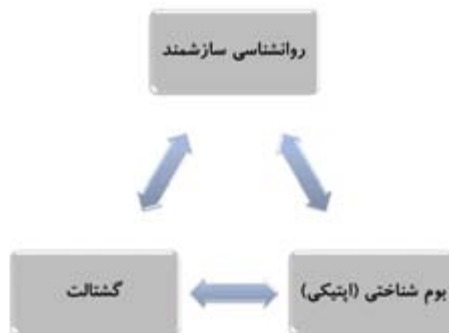 روانشناسی سازشمند
گشتالت
بوم شناختی (اپتیکی)